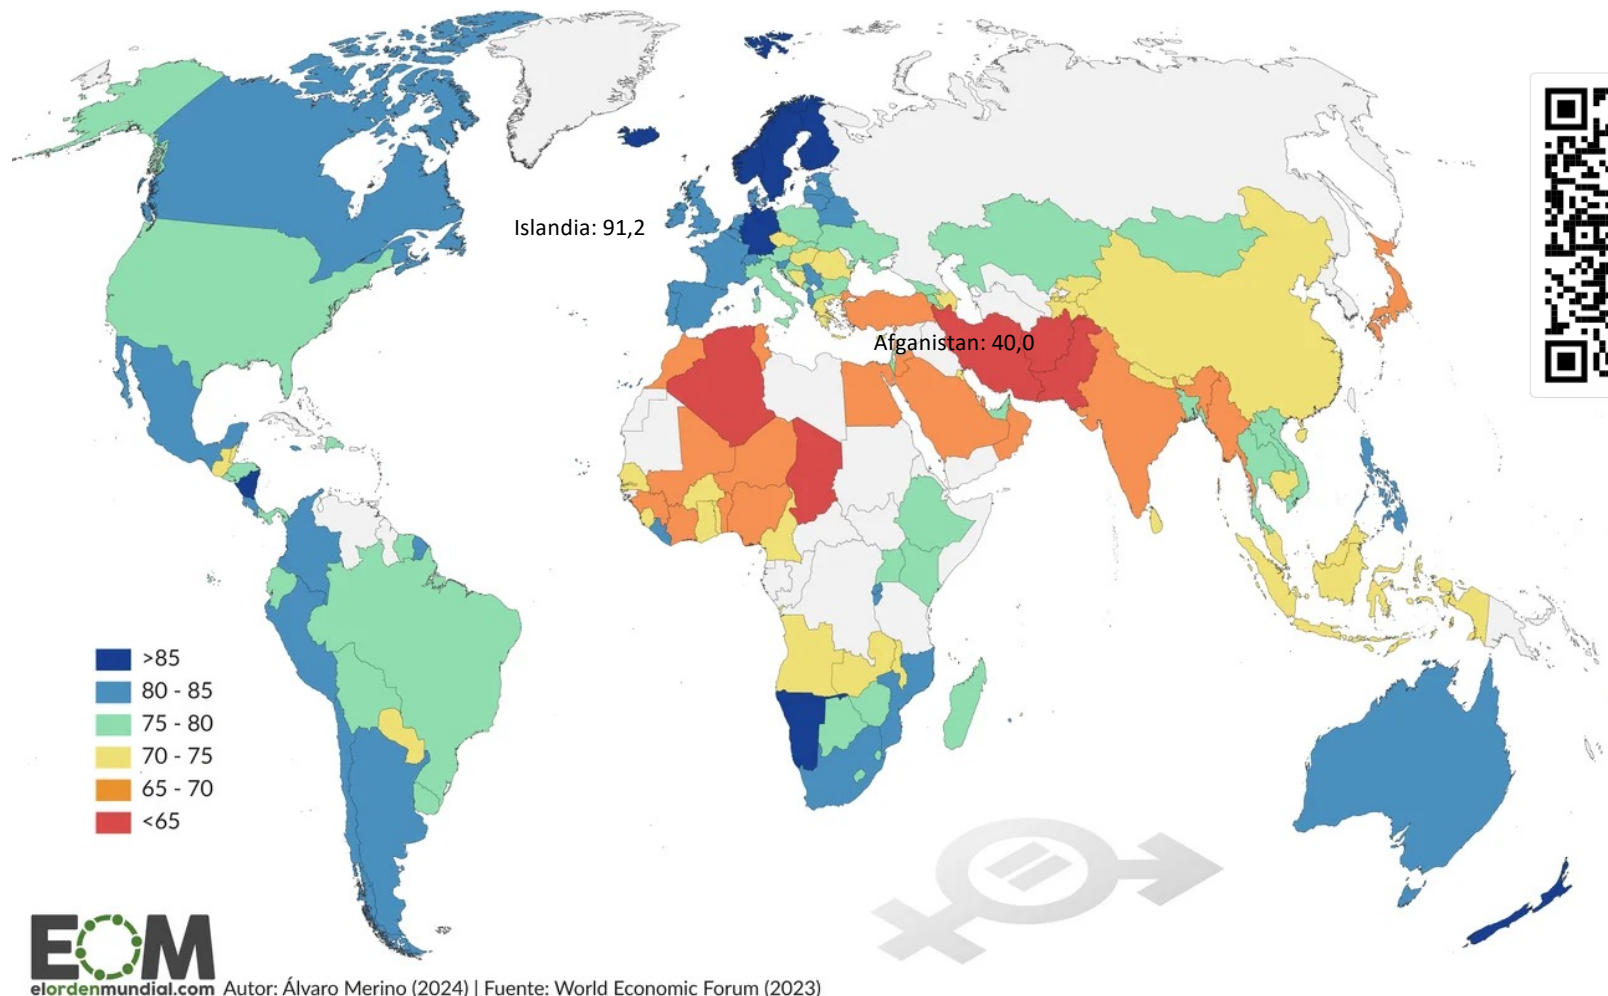 Islandia: 91,2
Afganistan: 40,0
>85
80 - 85
75 - 80
70 - 75
65 - 70
<65
EOM
elordenmundial.com Autor: Álvaro Merino (2024) | Fuente: World Economic Forum (2023)